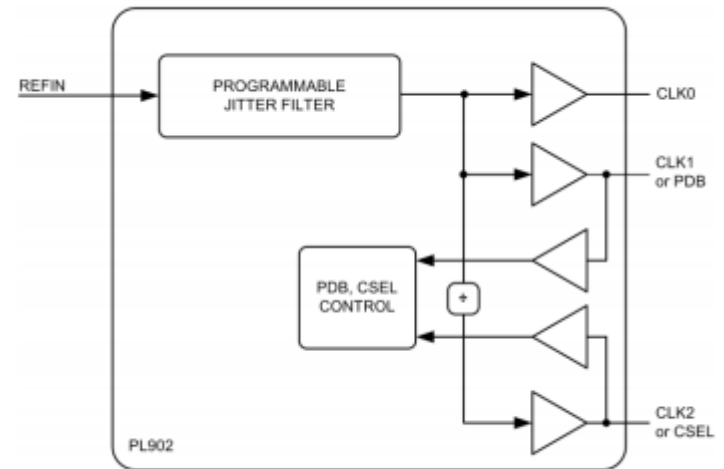 REFIN
PROGRAMMABLE
JITTER FILTER
CLK0
CLK1
or PDB
PDB, CSEL
CONTROL
÷
CLK2
or CSEL
PL902